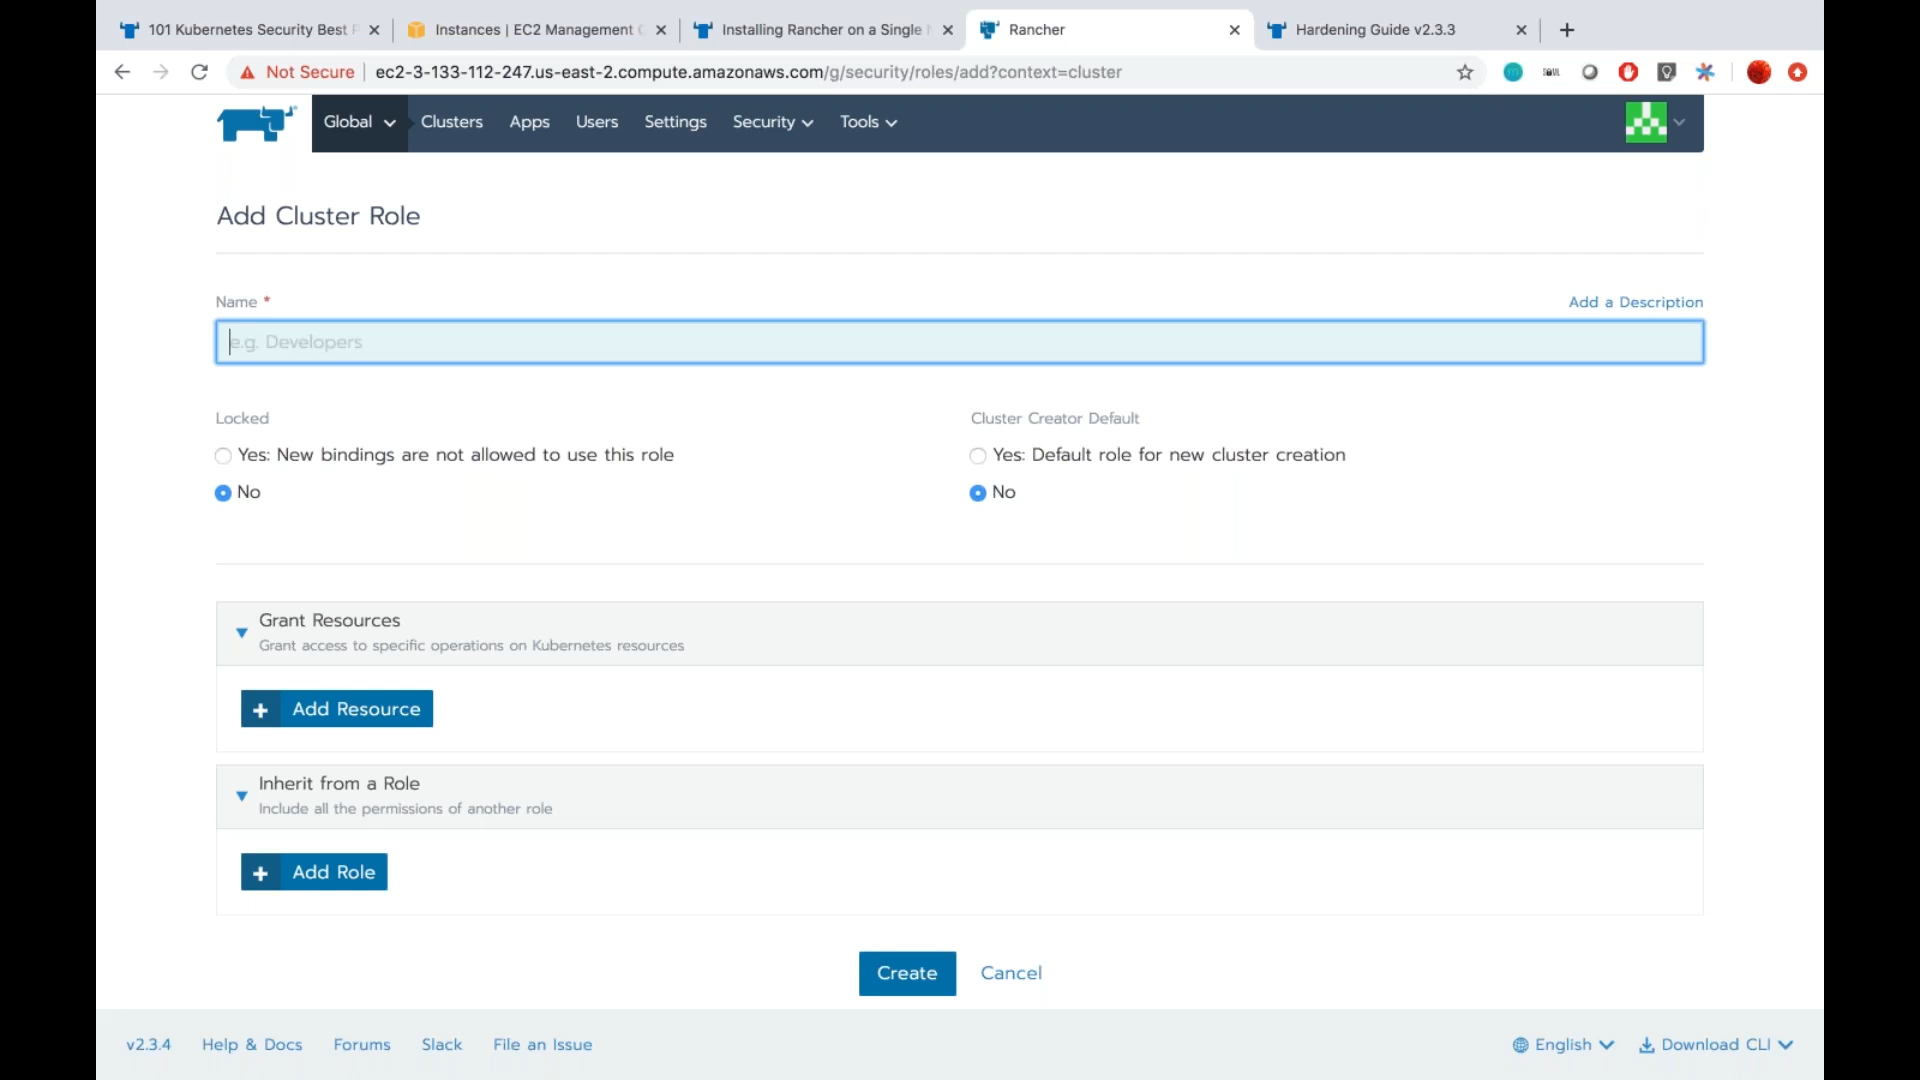 101 Kubernetes Security Best P
Instances | EC2 Management C
Installing Rancher on a Single N
Rancher
Hardening Guide v2.3.3
Not Secure
ec2-3-133-112-247.us-east-2.compute.amazonaws.com/g/security/roles/add?context=cluster
Global
Clusters
Apps
Users
Settings
Security
Tools
Add Cluster Role
Name *
Add a Description
e.g. Developers
Locked
Yes: New bindings are not allowed to use this role
No
Cluster Creator Default
Yes: Default role for new cluster creation
No
Grant Resources
Grant access to specific operations on Kubernetes resources
+ Add Resource
Inherit from a Role
Include all the permissions of another role
+ Add Role
Create
Cancel
v2.3.4
Help & Docs
Forums
Slack
File an Issue
English
Download CLI